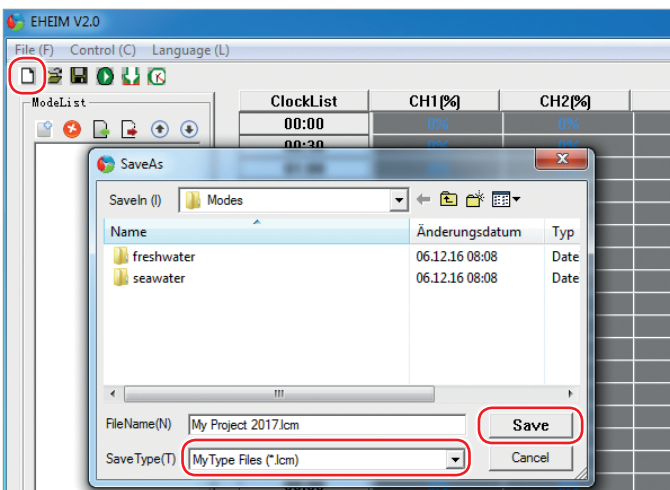 EHEIM V2.0
File (F) Control (C) Language (L)
ModeList
ClockList CH1(%) CH2(%)
00:00 0% 0%
00:30
SaveAs
SaveIn (I) Modes
Name Änderungsdatum Typ
freshwater 06.12.16 08:08 Date
seawater 06.12.16 08:08 Date
FileName(N) My Project 2017.lcm Save
SaveType(T) MyType Files (*.lcm) Cancel